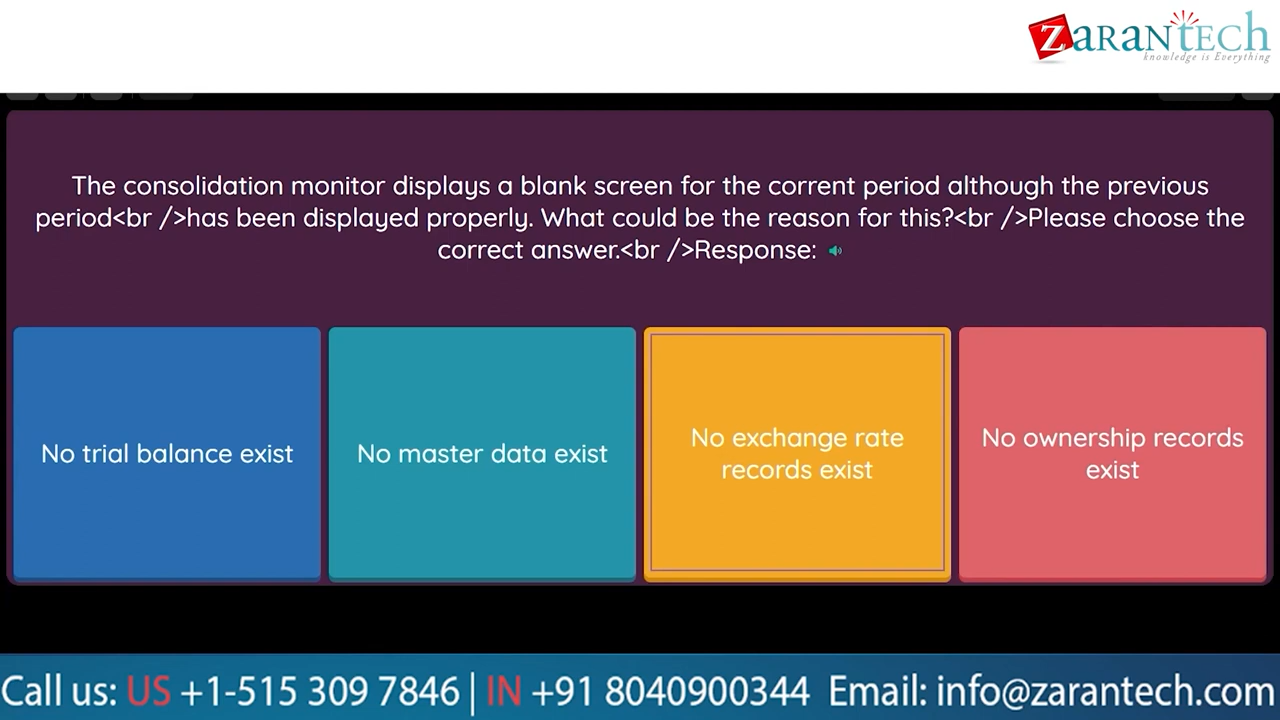 ZARANTECH
knowledge is Everything
The consolidation monitor displays a blank screen for the corrent period although the previous
period<br />has been displayed properly. What could be the reason for this?<br />Please choose the
correct answer.<br />Response:
No trial balance exist
No master data exist
No exchange rate
records exist
No ownership records
exist
Call us: US +1-515 309 7846 | IN +91 8040900344 Email: info@zarantech.com